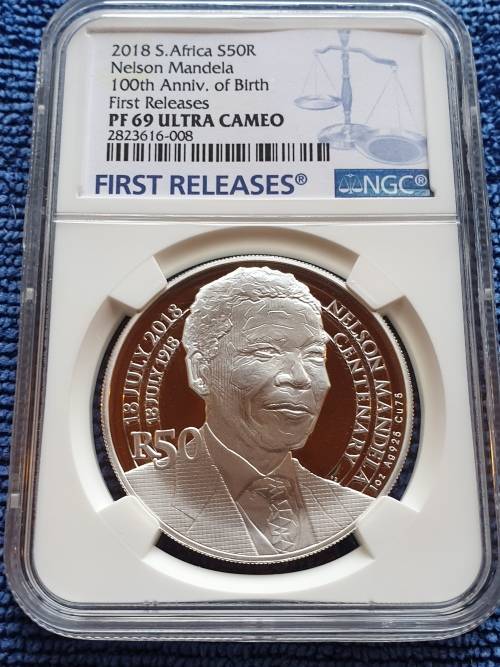 2018 S.Africa S50R
Nelson Mandela
100th Anniv. of Birth
First Releases
PF 69 ULTRA CAMEO
2823616-008
FIRST RELEASES®
NGC®
18 JULY 2018
18 JULY 1918
R50
NELSON MANDELA
CENTENARY
1oz Ag925 Cu75